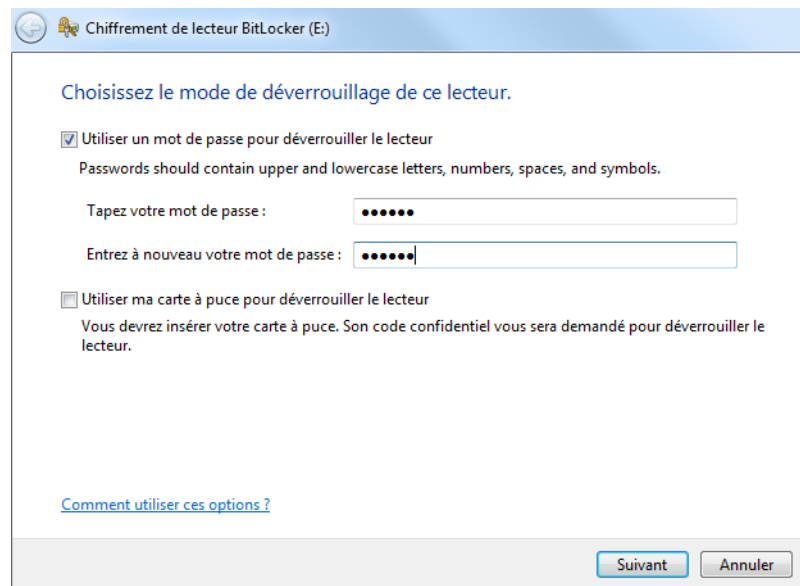 Chiffrement de lecteur BitLocker (E:)
Choisissez le mode de déverrouillage de ce lecteur.
Utiliser un mot de passe pour déverrouiller le lecteur
Passwords should contain upper and lowercase letters, numbers, spaces, and symbols.
Tapez votre mot de passe : ●●●●●●
Entrez à nouveau votre mot de passe : ●●●●●●
Utiliser ma carte à puce pour déverrouiller le lecteur
Vous devrez insérer votre carte à puce. Son code confidentiel vous sera demandé pour déverrouiller le
lecteur.
Comment utiliser ces options ?
Suivant Annuler